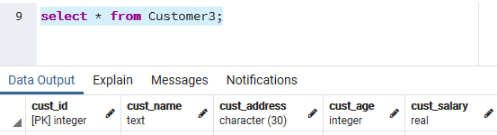 9 select * from Customer3;
Data Output Explain Messages Notifications
cust_id cust_name cust_address cust_age cust_salary
[PK] integer text character (30) integer real